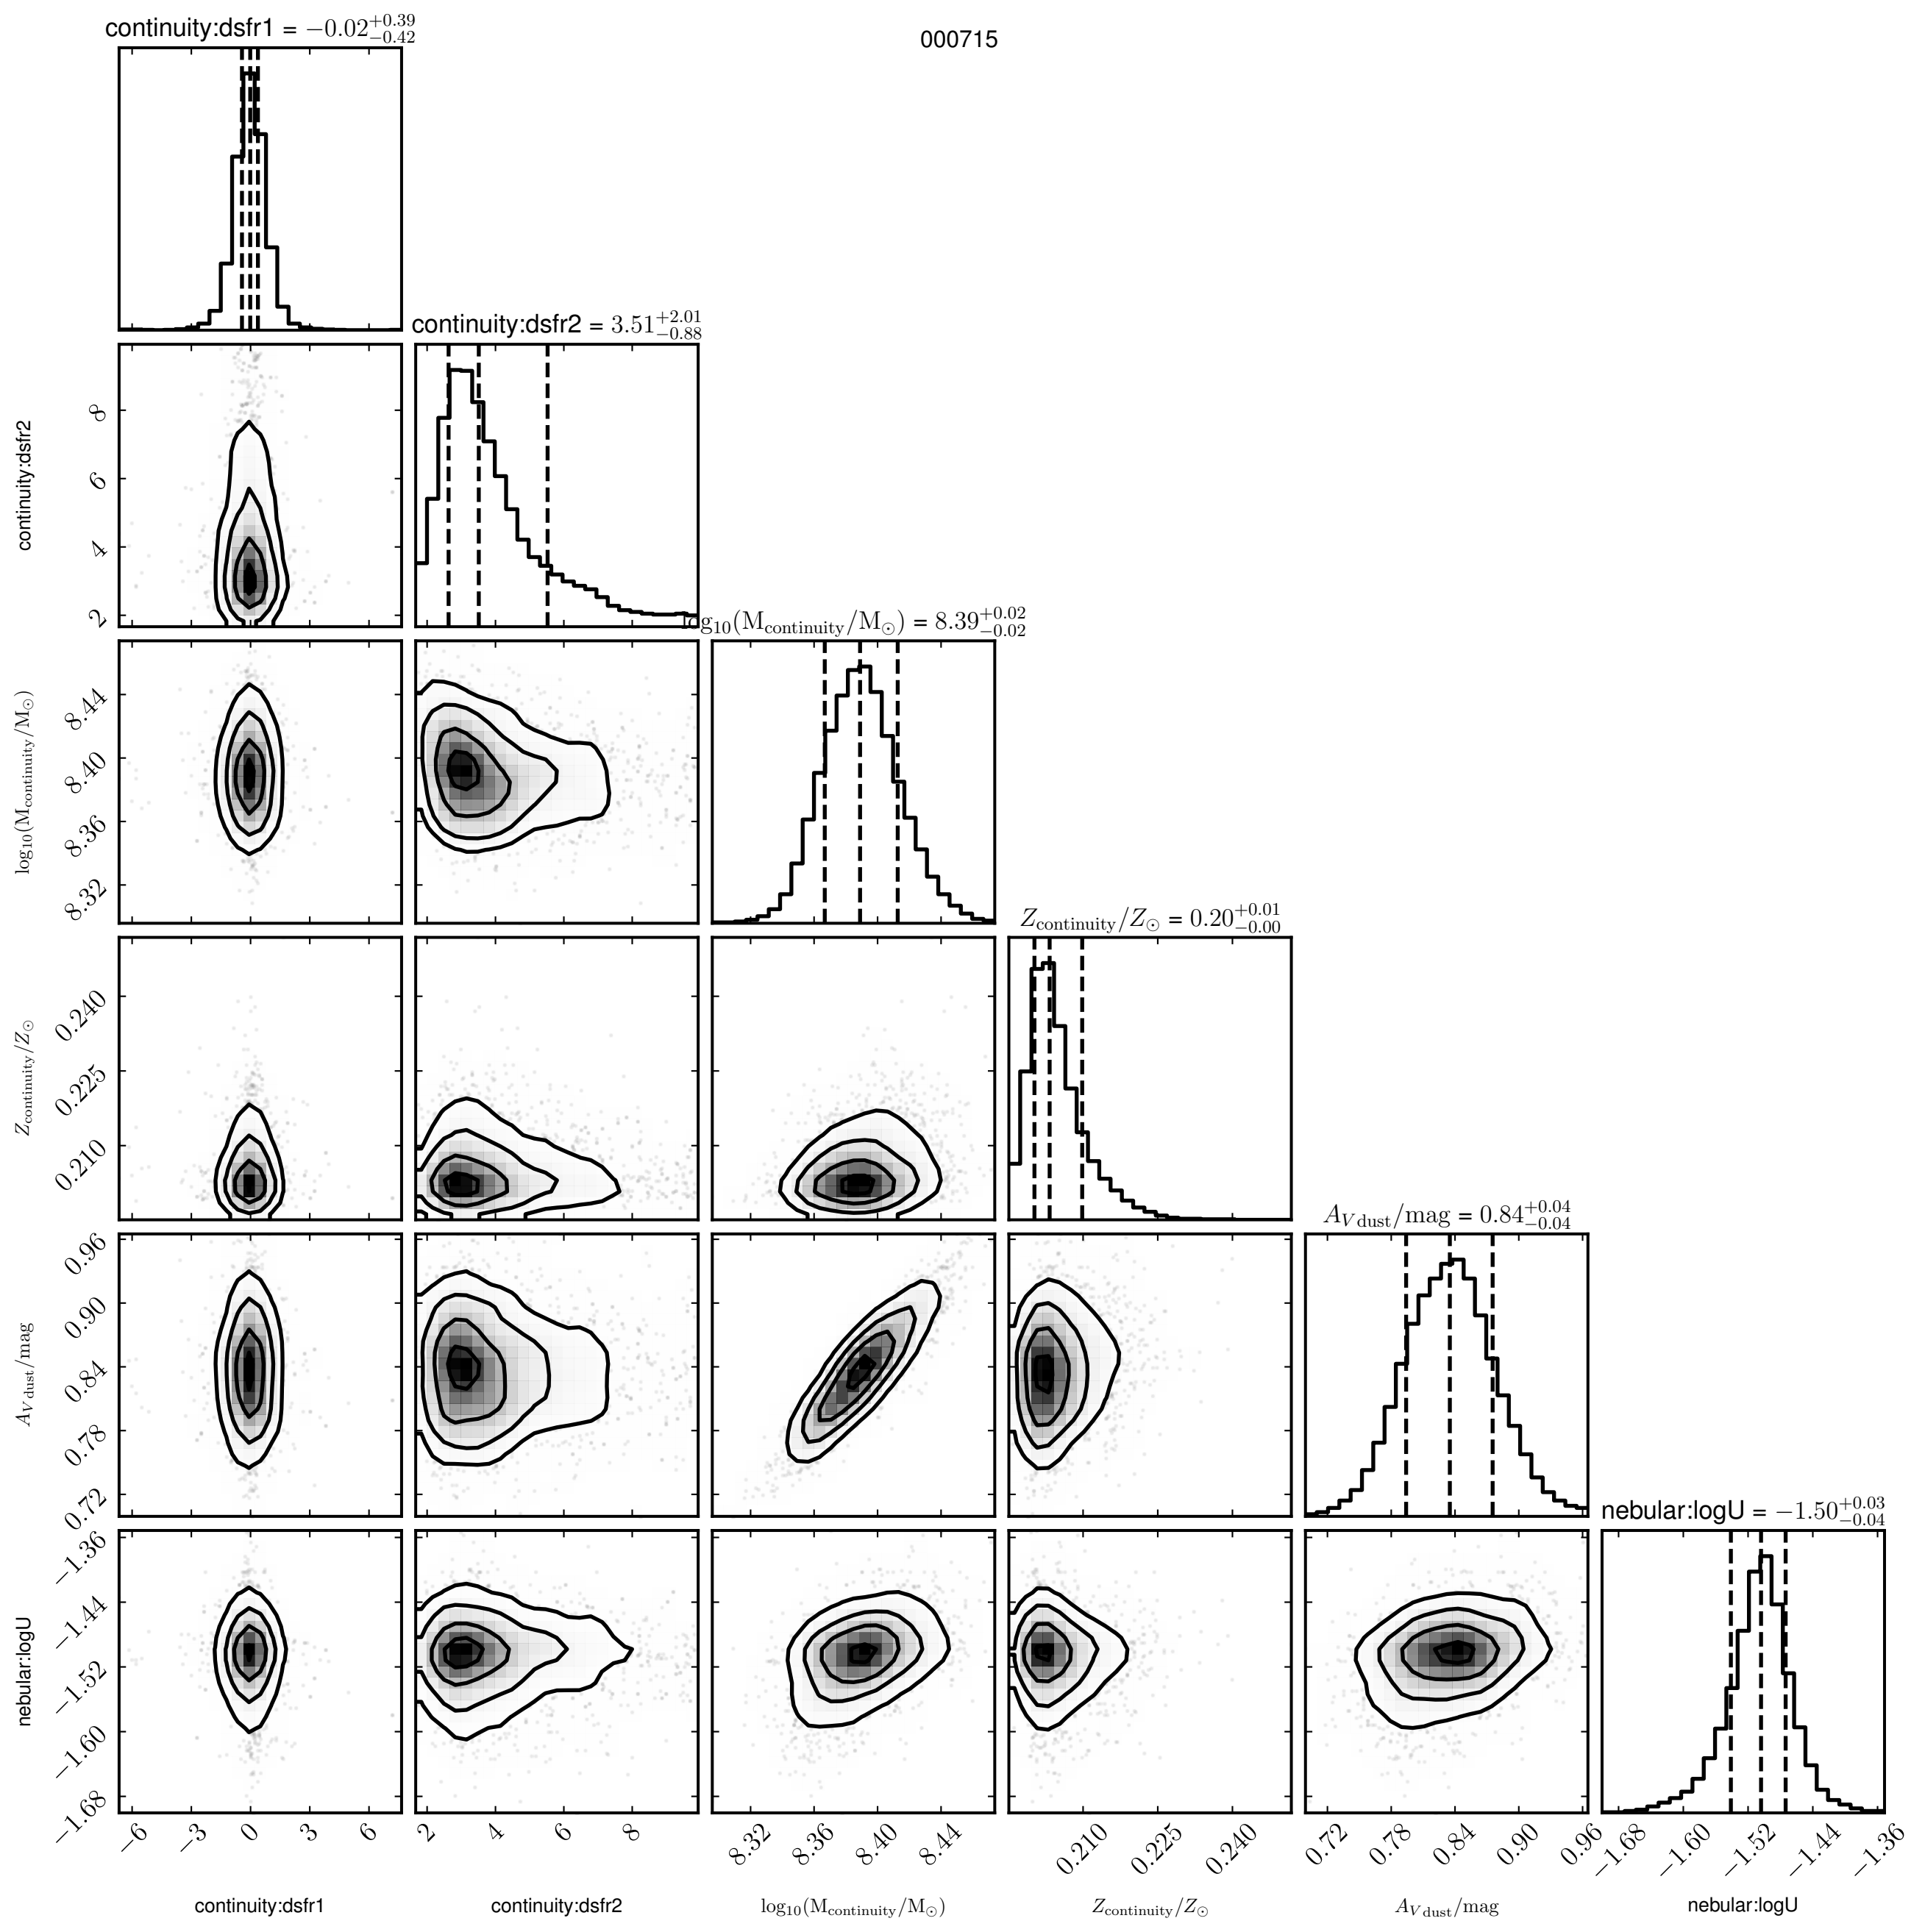 continuity:dsfr1 = −0.02+0.39−0.42
000715
continuity:dsfr2 = 3.51+2.01−0.88
continuity:dsfr2
8
6
4
2
log10(Mcontinuity/M⊙) = 8.39+0.02−0.02
log10(Mcontinuity/M⊙)
8.44
8.40
8.36
8.32
Zcontinuity/Z⊙ = 0.20+0.01−0.00
Zcontinuity/Z⊙
0.240
0.225
0.210
AV dust/mag = 0.84+0.04−0.04
AV dust/mag
0.96
0.90
0.84
0.78
0.72
nebular:logU = −1.50+0.03−0.04
nebular:logU
−1.36
−1.44
−1.52
−1.60
−1.68
−6 −3 0 3 6
2 4 6 8
8.32 8.36 8.40 8.44
0.210 0.225 0.240
0.72 0.78 0.84 0.90 0.96
−1.68 −1.60 −1.52 −1.44 −1.36
continuity:dsfr1
continuity:dsfr2
log10(Mcontinuity/M⊙)
Zcontinuity/Z⊙
AV dust/mag
nebular:logU